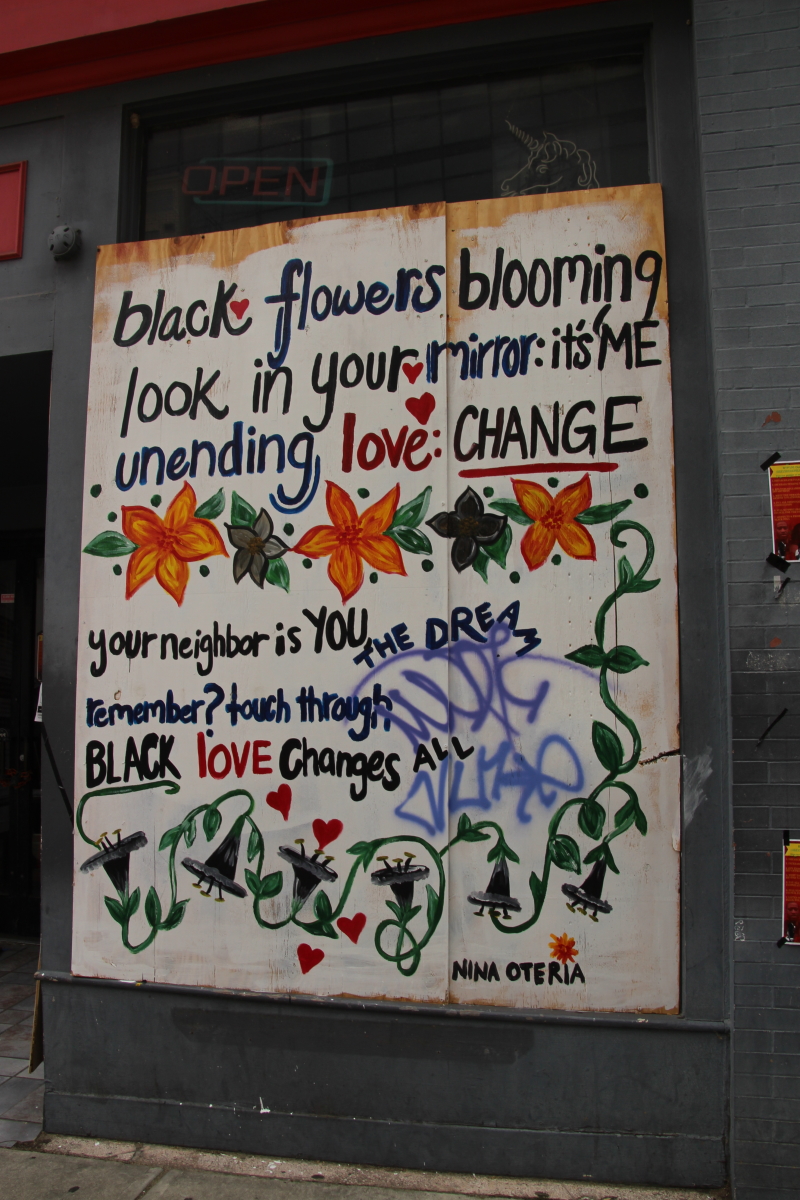 OPEN
black flowers blooming
look in your mirror: it's "ME
unending love: CHANGE
your neighbor is YOU THE DREAM
remember? touch through
BLACK love Changes ALL
NINA OTERIA